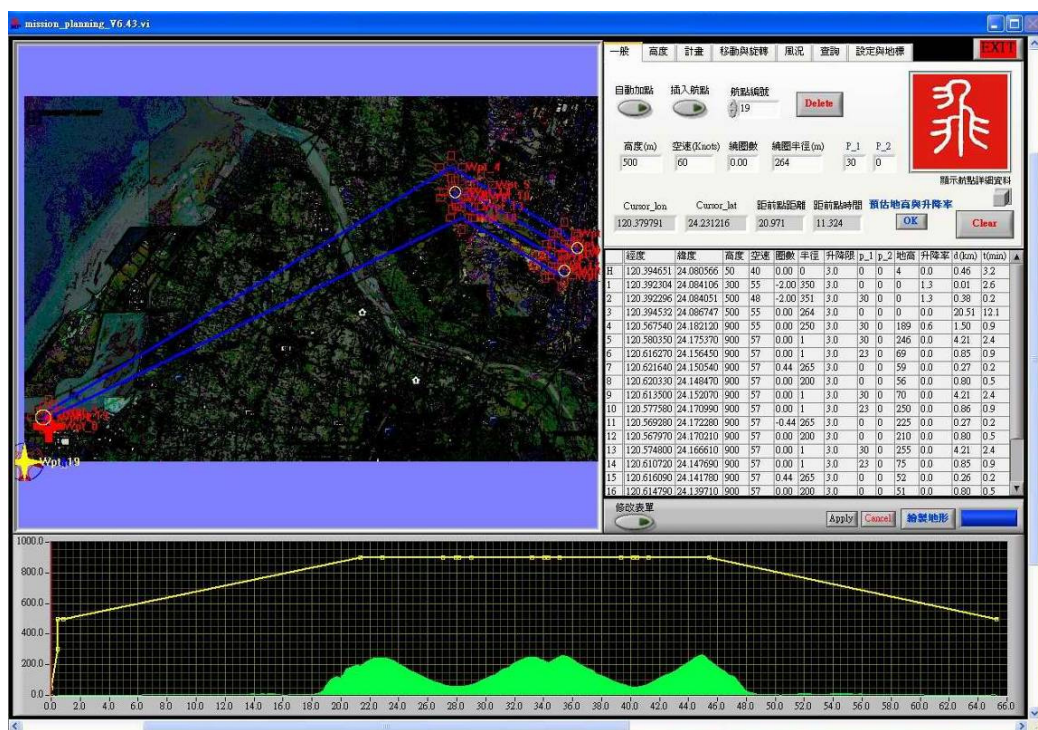 mission_planning_V6.43.vi
一般 高度 計畫 移動與旋轉 風況 查詢 設定與地標 EXIT
自動加點 插入航點 航點編號
19 Delete
飛
高度(m) 空速(Knots) 繞圈數 繞圈半徑(m) P_1 P_2
500 60 0.00 264 30 0
顯示航點詳細資料
Cursor_lon Cursor_lat 距前點距離 距前點時間 預估地高與升降率
120.379791 24.231216 20.971 11.324 OK Clear
經度 緯度 高度 空速 圈數 半徑 升降限 p_1 p_2 地高 升降率 d(km) t(min)
H 120.394651 24.080566 50 40 0.00 0 3.0 0 0 4 0.0 0.46 3.2
1 120.392304 24.084106 300 55 -2.00 350 3.0 0 0 0 1.3 0.01 2.6
2 120.392296 24.084051 500 48 -2.00 351 3.0 30 0 0 1.3 0.38 0.2
3 120.394532 24.086747 500 55 0.00 264 3.0 0 0 0 0.0 20.51 12.1
4 120.567540 24.182120 900 55 0.00 250 3.0 30 0 189 0.6 1.50 0.9
5 120.580350 24.175370 900 57 0.00 1 3.0 30 0 246 0.0 4.21 2.4
6 120.616270 24.156450 900 57 0.00 1 3.0 23 0 69 0.0 0.85 0.9
7 120.621640 24.150540 900 57 0.44 265 3.0 0 0 59 0.0 0.27 0.2
8 120.620330 24.148470 900 57 0.00 200 3.0 0 0 56 0.0 0.80 0.5
9 120.613500 24.152070 900 57 0.00 1 3.0 30 0 70 0.0 4.21 2.4
10 120.577580 24.170990 900 57 0.00 1 3.0 23 0 250 0.0 0.86 0.9
11 120.569280 24.172280 900 57 -0.44 265 3.0 0 0 225 0.0 0.27 0.2
12 120.567970 24.170210 900 57 0.00 200 3.0 0 0 210 0.0 0.80 0.5
13 120.574800 24.166610 900 57 0.00 1 3.0 30 0 255 0.0 4.21 2.4
14 120.610720 24.147690 900 57 0.00 1 3.0 23 0 75 0.0 0.85 0.9
15 120.616090 24.141780 900 57 0.44 265 3.0 0 0 52 0.0 0.26 0.2
16 120.614790 24.139710 900 57 0.00 200 3.0 0 0 51 0.0 0.80 0.5
Wpt_4
Wpt_19
修改表單
Apply Cancel 繪製地形
1000.0
800.0
600.0
400.0
200.0
0.0
0.0 2.0 4.0 6.0 8.0 10.0 12.0 14.0 16.0 18.0 20.0 22.0 24.0 26.0 28.0 30.0 32.0 34.0 36.0 38.0 40.0 42.0 44.0 46.0 48.0 50.0 52.0 54.0 56.0 58.0 60.0 62.0 64.0 66.0